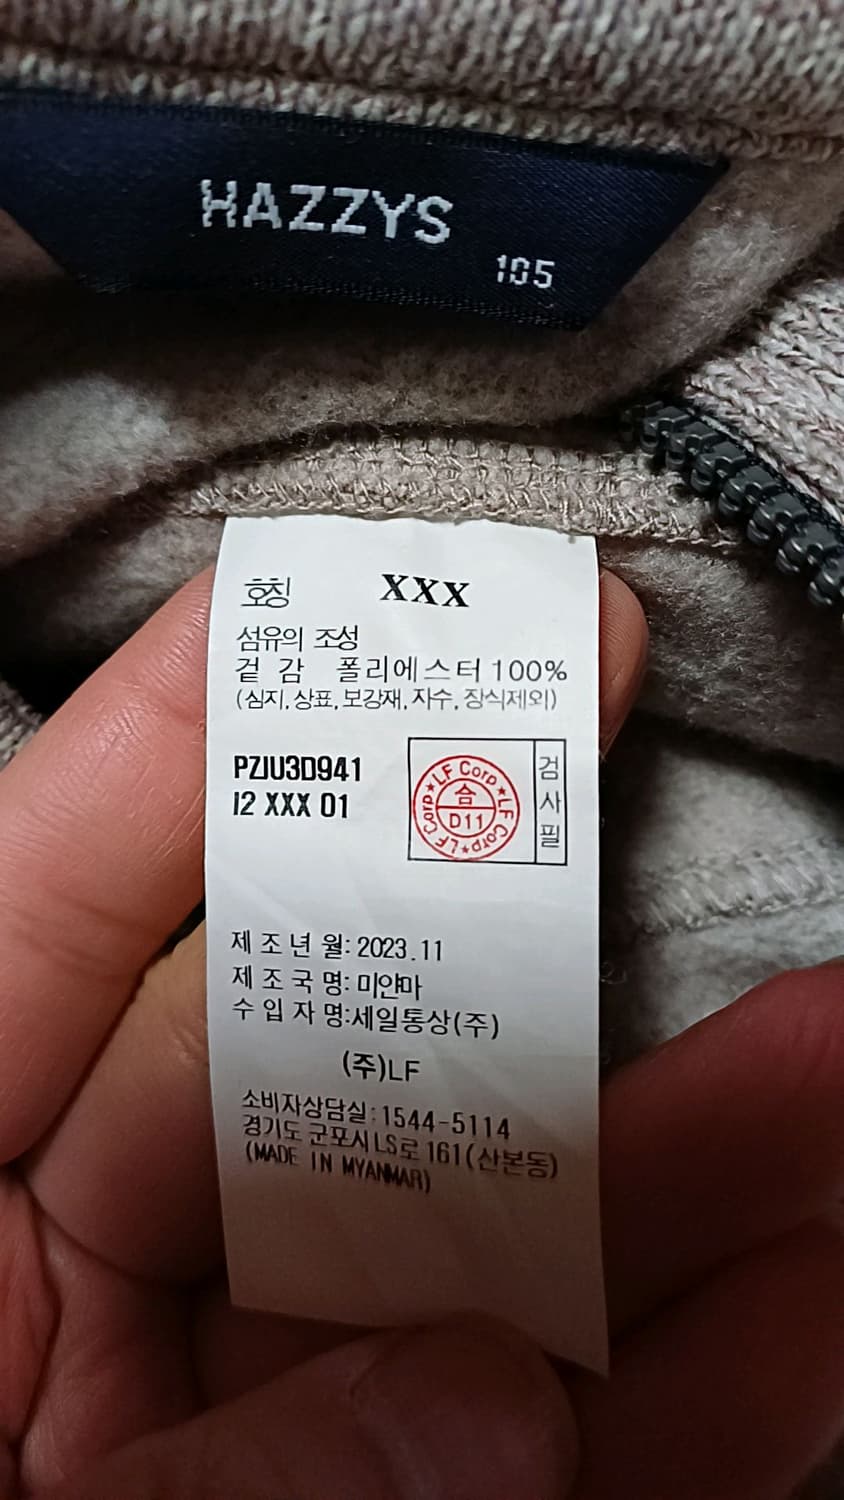 HAZZYS
105
호칭 XXX
섬유의 조성
겉 감 폴리에스터 100%
(심지, 상표, 보강재, 자수, 장식제외)
PZJU3D941
I2 XXX 01
LF Corp★LF Corp★LF Corp★
合
D11
검사필
제 조 년 월: 2023.11
제 조 국 명: 미얀마
수 입 자 명:세일통상(주)
(주)LF
소비자상담실:1544-5114
경기도 군포시 LS로 161(산본동)
(MADE IN MYANMAR)